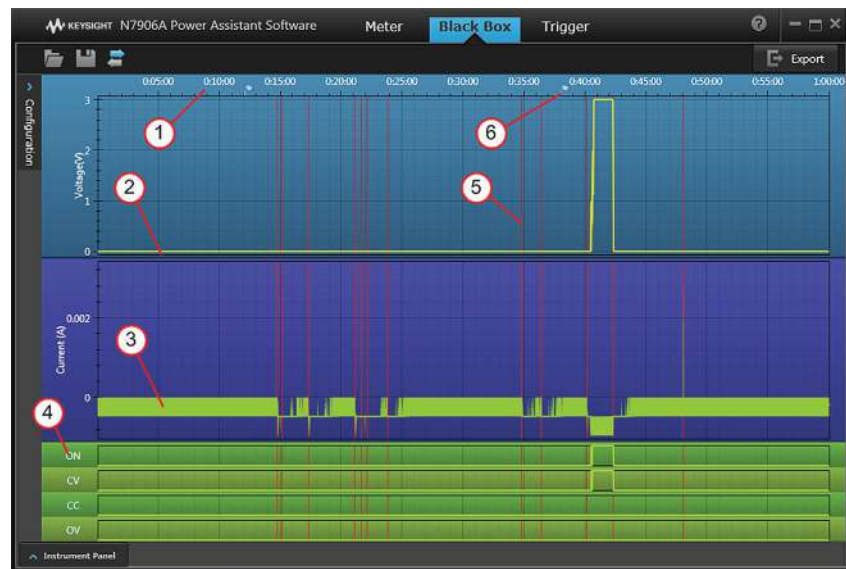 KEYSIGHT N7906A Power Assistant Software Meter Black Box Trigger ?
Export
0:05:00 0:10:00 0:15:00 0:20:00 0:25:00 0:30:00 0:35:00 0:40:00 0:45:00 0:50:00 0:55:00 1:00:00
Configuration
Voltage(V)
3
2
1
0
1
6
2
5
Current (A)
0.002
0
3
4
ON
CV
CC
OV
Instrument Panel